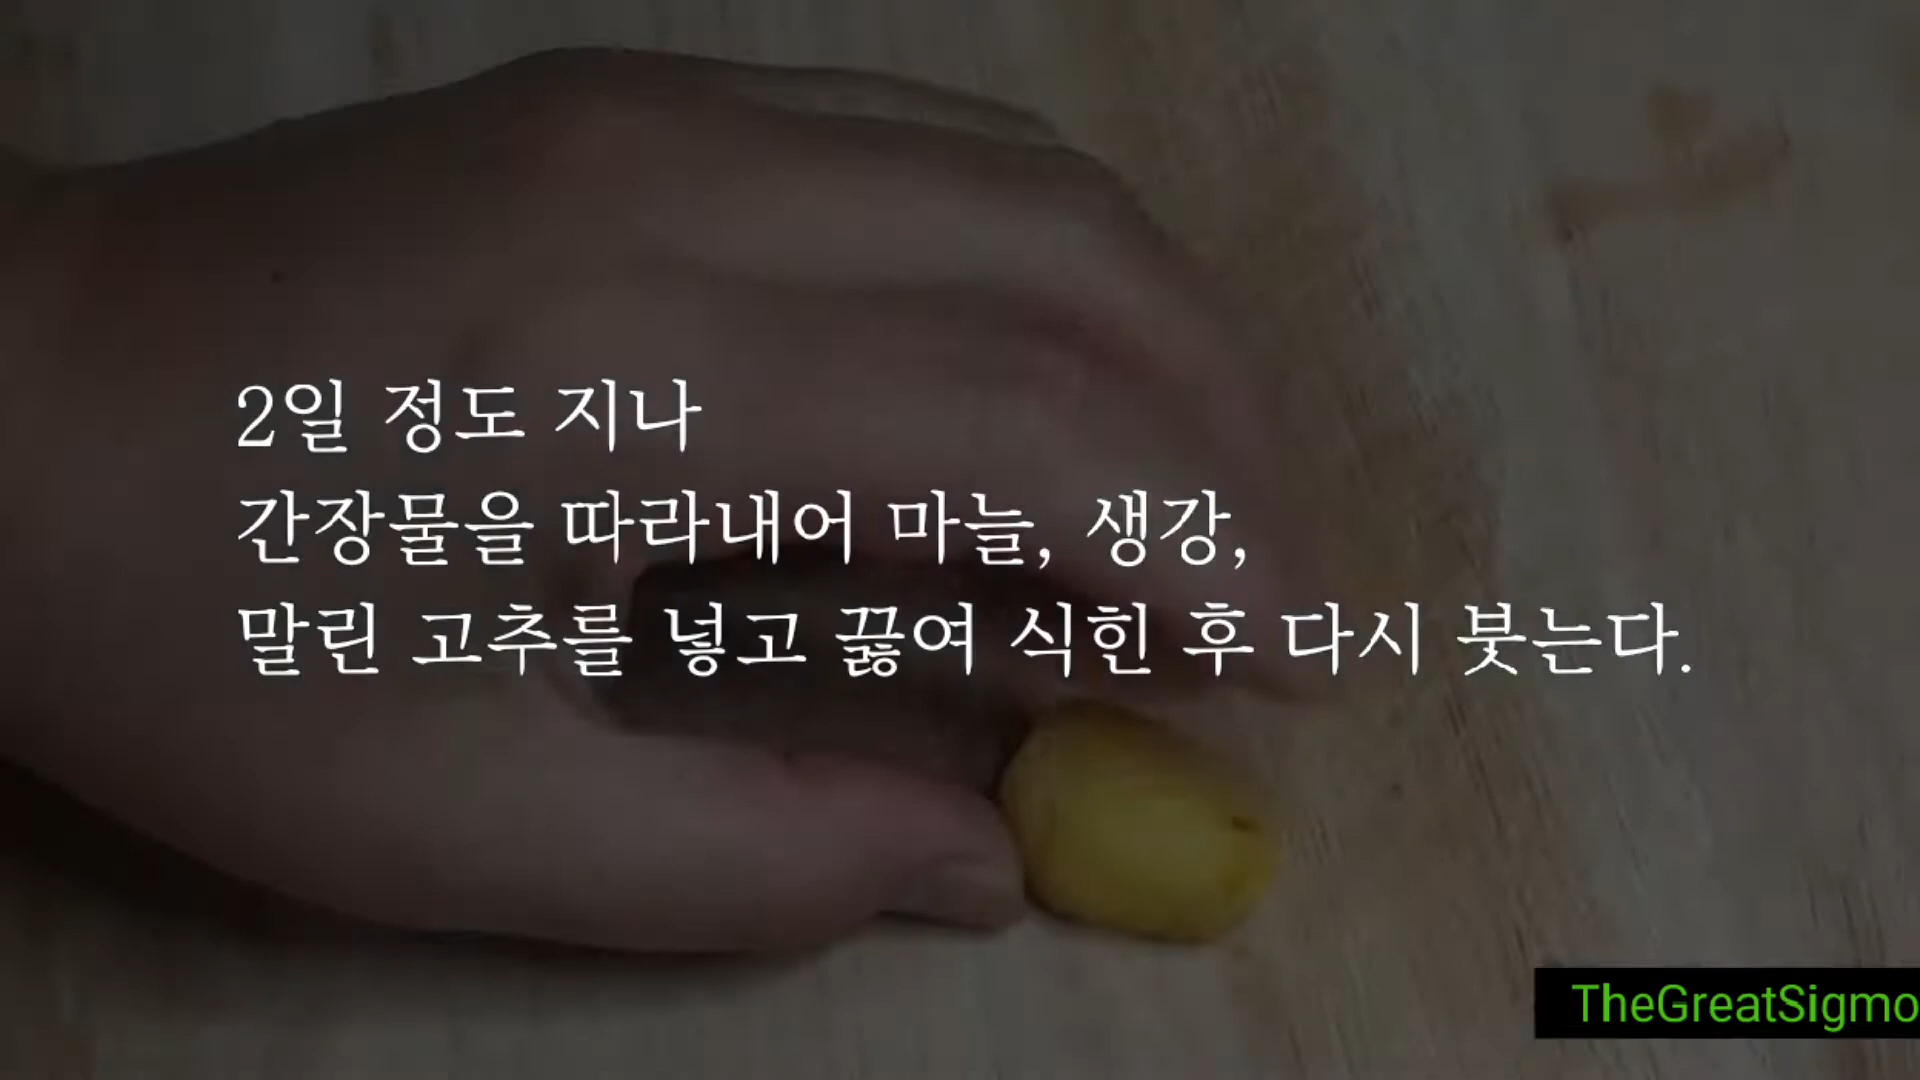 2일 정도 지나
간장물을 따라내어 마늘, 생강,
말린 고추를 넣고 끓여 식힌 후 다시 붓는다.
TheGreatSigmo